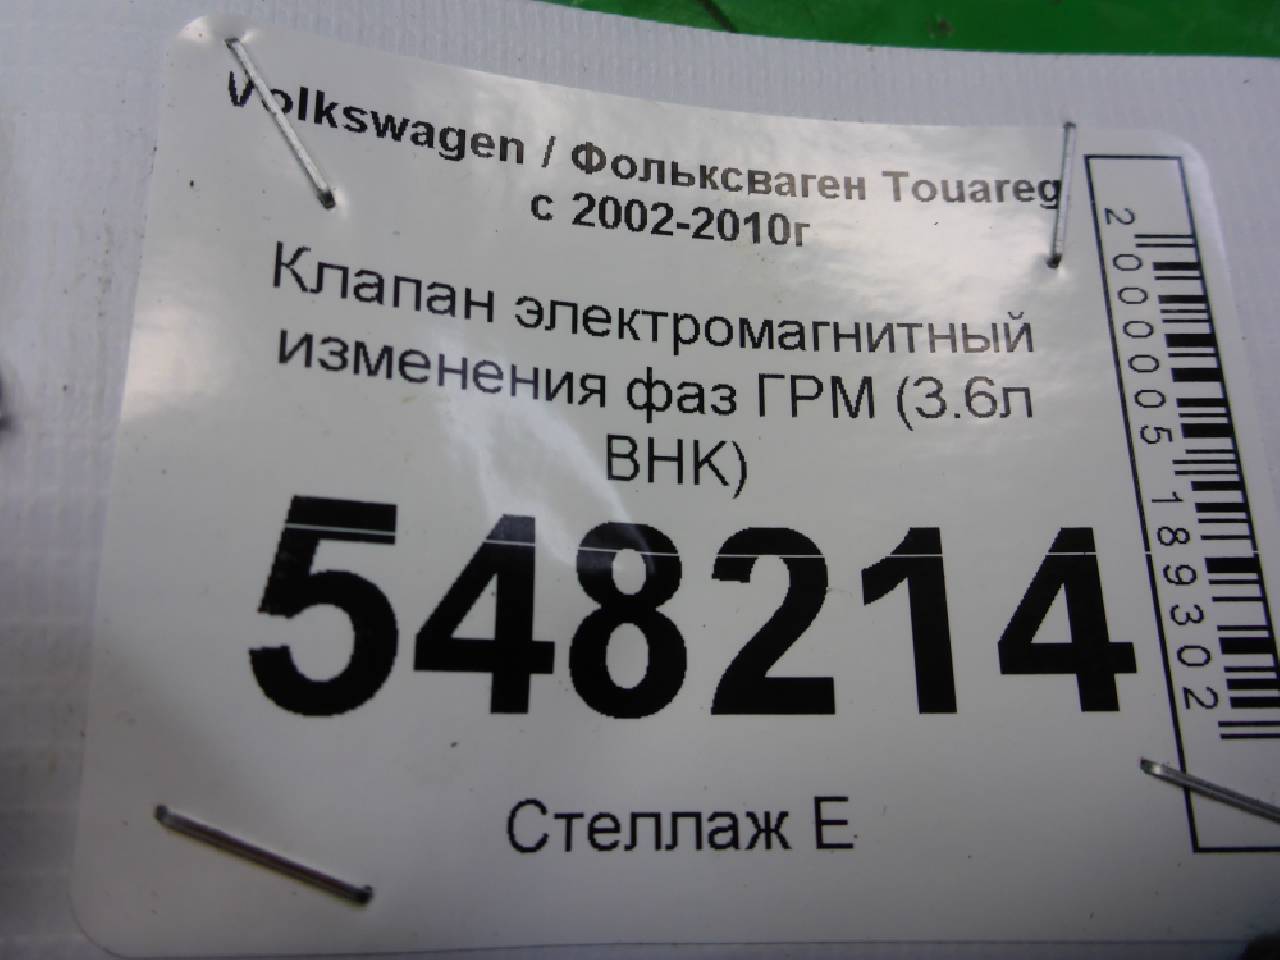 Volkswagen / Фольксваген Touareg
с 2002-2010г
Клапан электромагнитный
изменения фаз ГРМ (3.6л
BHK)
548214
Стеллаж Е
2000005189302